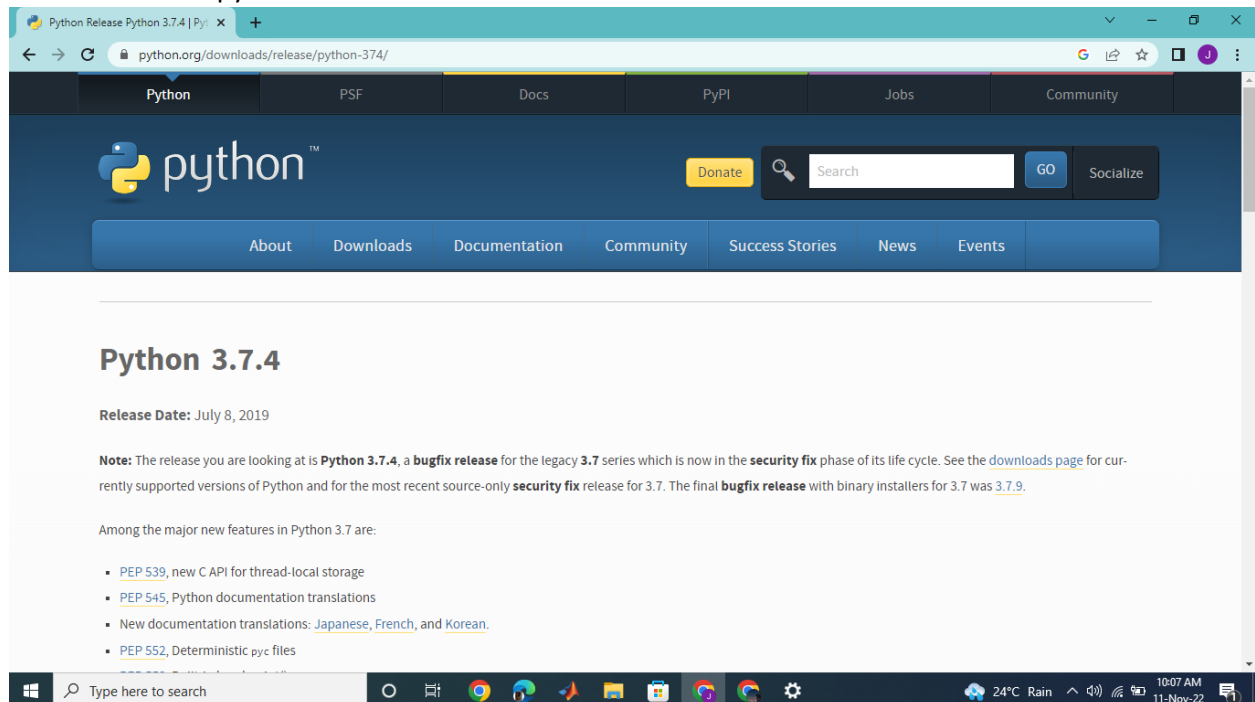 Python Release Python 3.7.4 | Pyt
python.org/downloads/release/python-374/
G
J
Python PSF Docs PyPI Jobs Community
python™
Donate Search GO Socialize
About Downloads Documentation Community Success Stories News Events
Python 3.7.4
Release Date: July 8, 2019
Note: The release you are looking at is Python 3.7.4, a bugfix release for the legacy 3.7 series which is now in the security fix phase of its life cycle. See the downloads page for cur-
rently supported versions of Python and for the most recent source-only security fix release for 3.7. The final bugfix release with binary installers for 3.7 was 3.7.9.
Among the major new features in Python 3.7 are:
▪ PEP 539, new C API for thread-local storage
▪ PEP 545, Python documentation translations
▪ New documentation translations: Japanese, French, and Korean.
▪ PEP 552, Deterministic pyc files
Type here to search
24°C Rain
10:07 AM
11-Nov-22
1